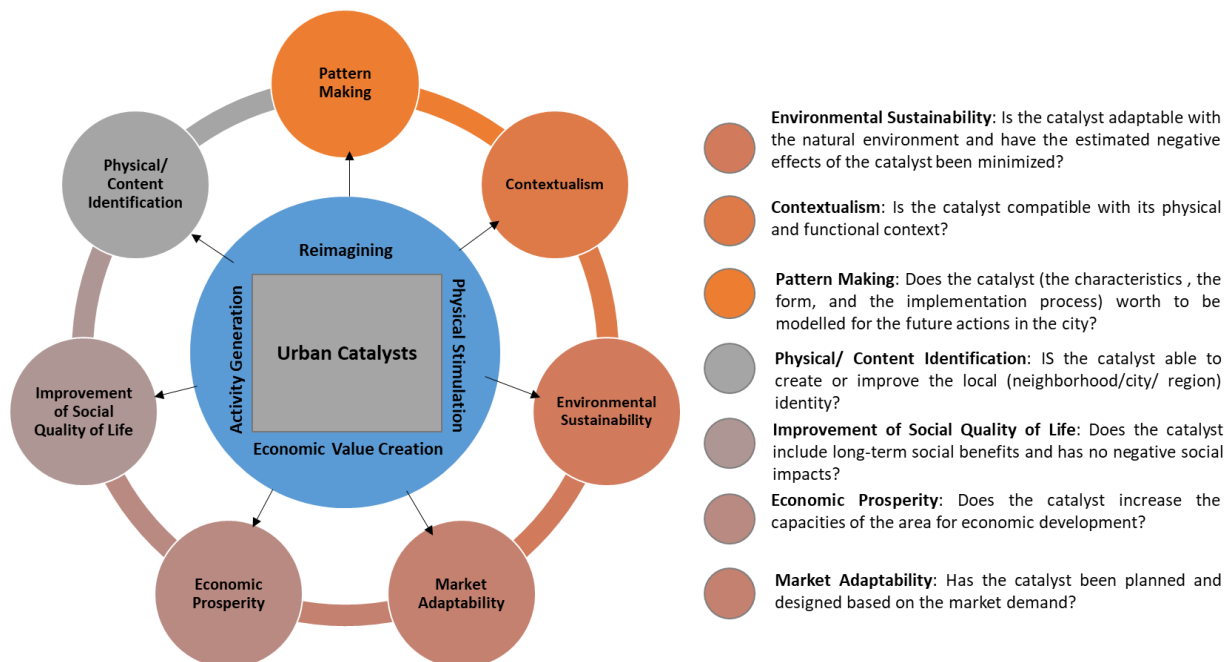 Pattern
Making
Physical/
Content
Identification
Contextualism
Reimagining
Activity Generation
Urban Catalysts
Physical Stimulation
Economic Value Creation
Improvement
of Social
Quality of Life
Environmental
Sustainability
Economic
Prosperity
Market
Adaptability
Environmental Sustainability: Is the catalyst adaptable with
the natural environment and have the estimated negative
effects of the catalyst been minimized?
Contextualism: Is the catalyst compatible with its physical
and functional context?
Pattern Making: Does the catalyst (the characteristics , the
form, and the implementation process) worth to be
modelled for the future actions in the city?
Physical/ Content Identification: IS the catalyst able to
create or improve the local (neighborhood/city/ region)
identity?
Improvement of Social Quality of Life: Does the catalyst
include long-term social benefits and has no negative social
impacts?
Economic Prosperity: Does the catalyst increase the
capacities of the area for economic development?
Market Adaptability: Has the catalyst been planned and
designed based on the market demand?